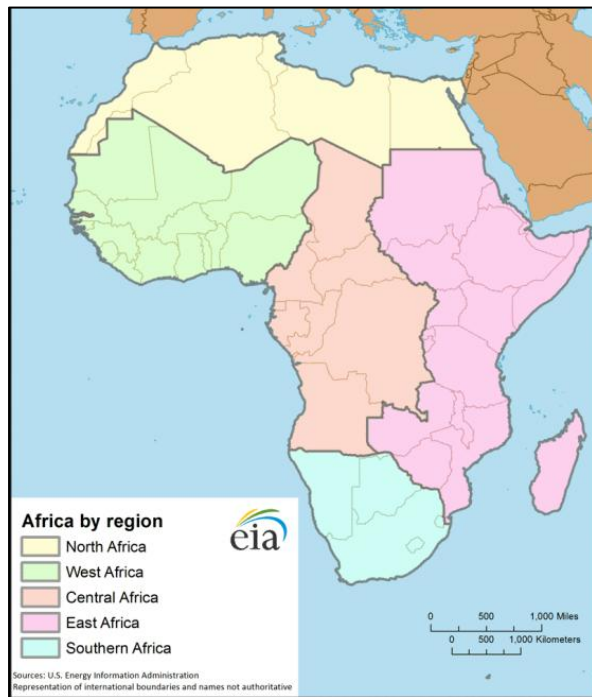 Africa by region
eia
North Africa
West Africa
Central Africa
East Africa
Southern Africa
Sources: U.S. Energy Information Administration
Representation of international boundaries and names not authoritative
0 500 1,000 Miles
0 500 1,000 Kilometers